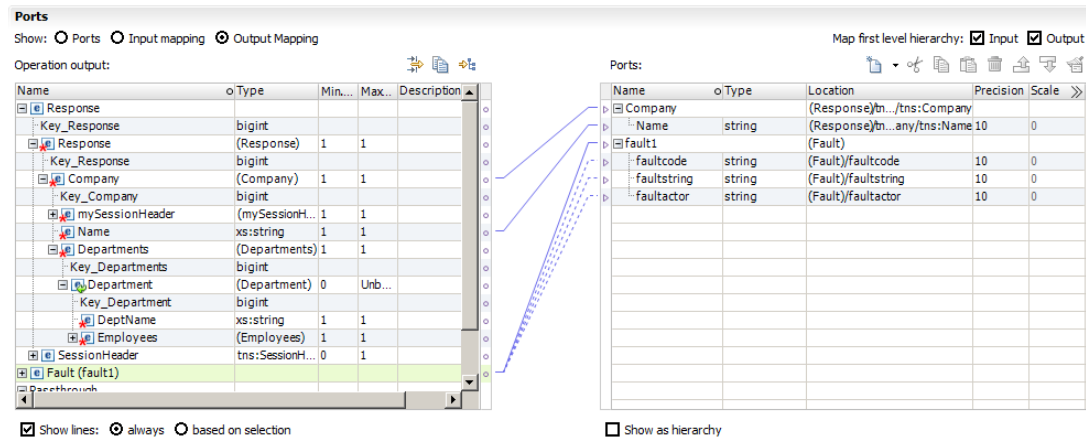 Ports
Show: Ports Input mapping Output Mapping Map first level hierarchy: Input Output
Operation output: Ports:
Name Type Min... Max... Description Name Type Location Precision Scale
Response Company (Response)/tn.../tns:Company
Key_Response bigint Name string (Response)/tn...any/tns:Name 10 0
Response (Response) 1 1 fault1 (Fault)
Key_Response bigint faultcode string (Fault)/faultcode 10 0
Company (Company) 1 1 faultstring string (Fault)/faultstring 10 0
Key_Company bigint faultactor string (Fault)/faultactor 10 0
mySessionHeader (mySessionH... 1 1
Name xs:string 1 1
Departments (Departments) 1 1
Key_Departments bigint
Department (Department) 0 Unb...
Key_Department bigint
DeptName xs:string 1 1
Employees (Employees) 1 1
SessionHeader tns:SessionH... 0 1
Fault (fault1)
Passthrough
Show lines: always based on selection Show as hierarchy